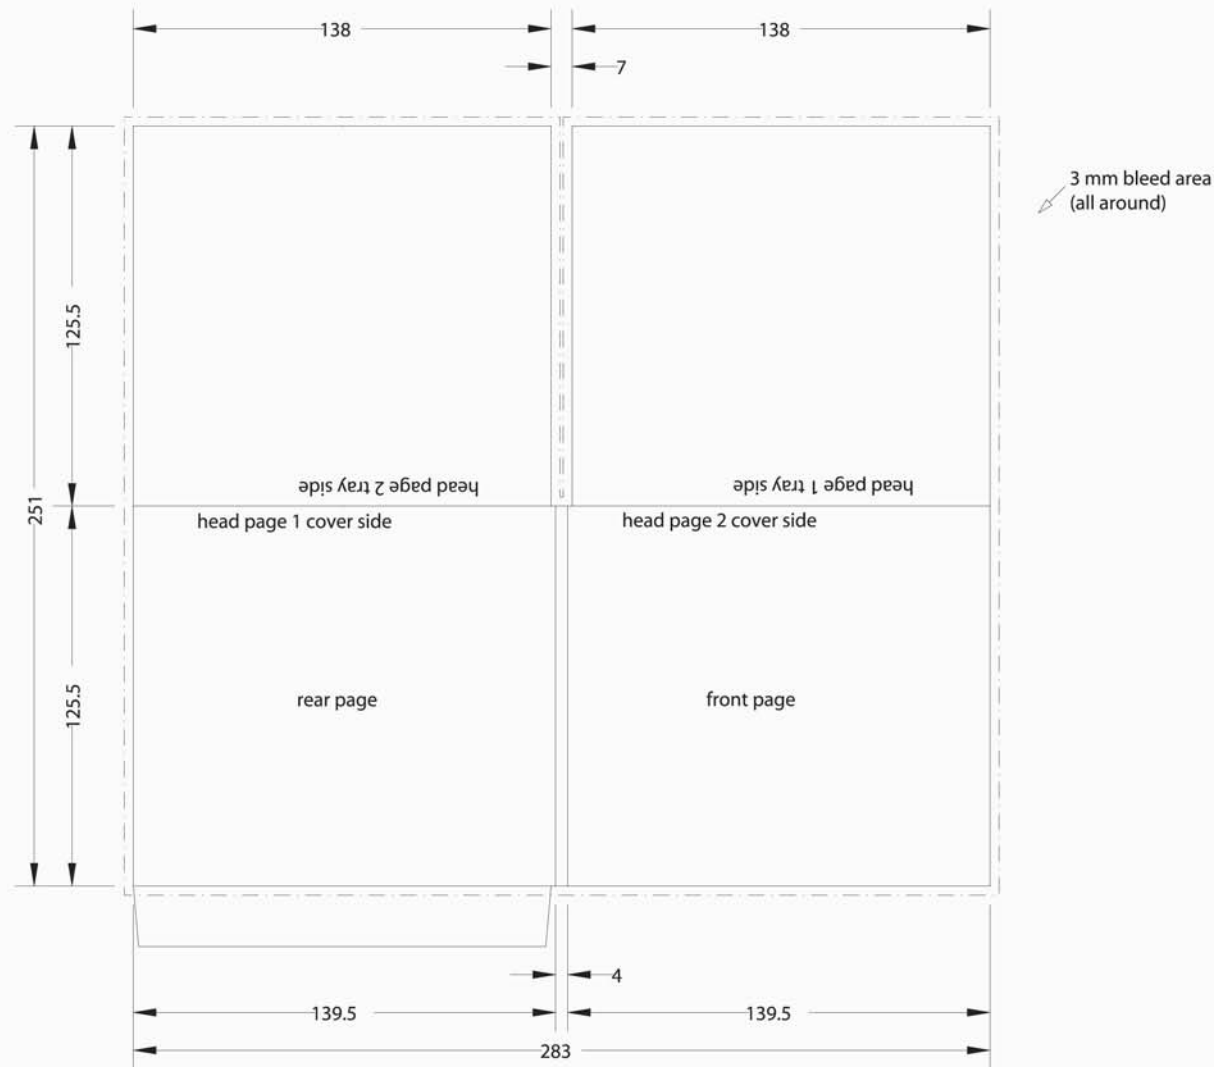 138
138
7
3 mm bleed area
(all around)
125.5
251
head page 2 tray side
head page 1 tray side
head page 1 cover side
head page 2 cover side
125.5
rear page
front page
4
139.5
139.5
283